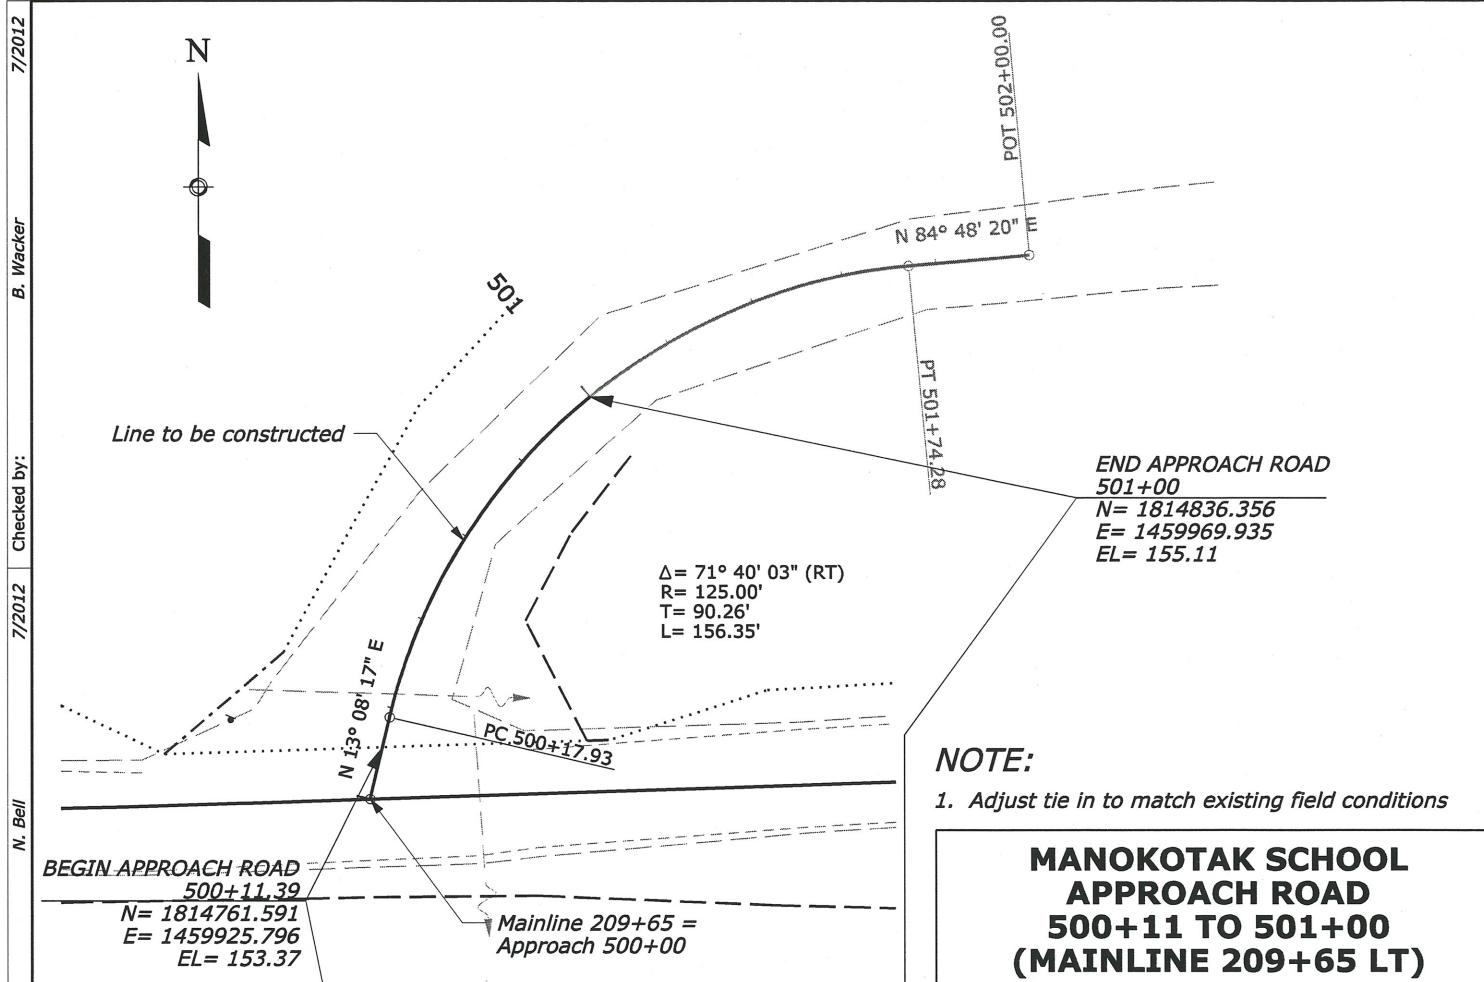 7/2012
B. Wacker
Checked by:
7/2012
N. Bell
N
POT 502+00.00
N 84° 48' 20" E
501
PT 501+74.28
Line to be constructed
END APPROACH ROAD
501+00
N= 1814836.356
E= 1459969.935
EL= 155.11
Δ= 71° 40' 03" (RT)
R= 125.00'
T= 90.26'
L= 156.35'
N 13° 08' 17" E
PC 500+17.93
NOTE:
1. Adjust tie in to match existing field conditions
BEGIN APPROACH ROAD
500+11.39
N= 1814761.591
E= 1459925.796
EL= 153.37
Mainline 209+65 =
Approach 500+00
MANOKOTAK SCHOOL
APPROACH ROAD
500+11 TO 501+00
(MAINLINE 209+65 LT)